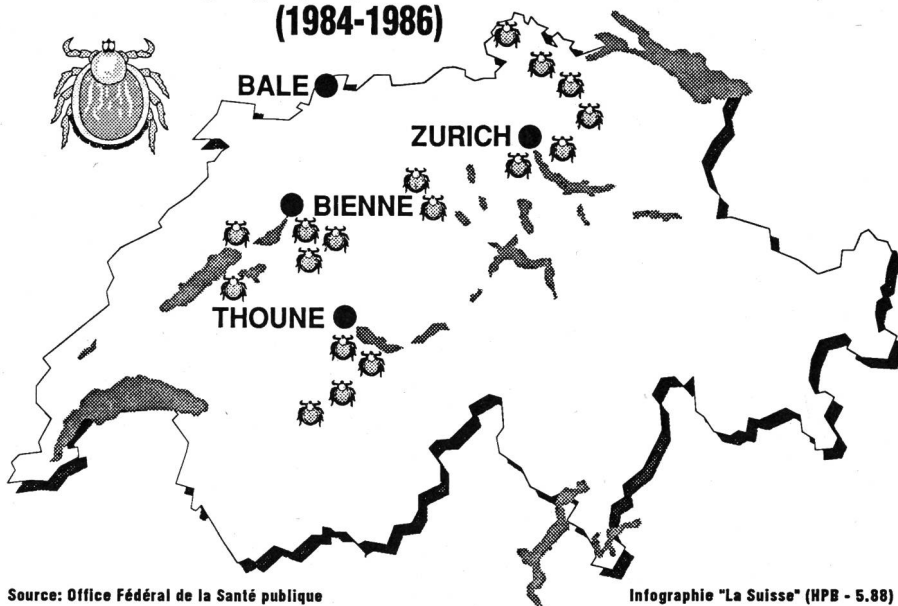 (1984-1986)
BALE
ZURICH
BIENNE
THOUNE
Source: Office Fédéral de la Santé publique
Infographie "La Suisse" (HPB - 5.88)